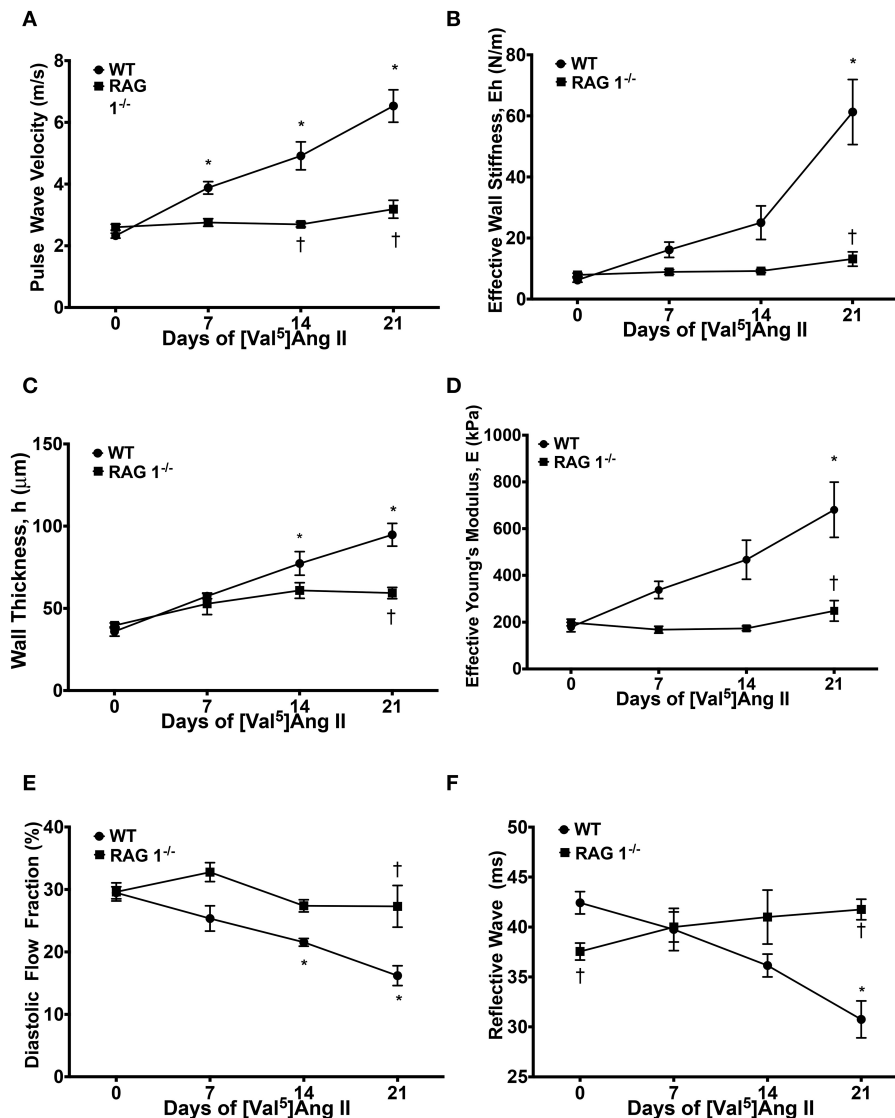 A
Pulse Wave Velocity (m/s)
8
6
4
2
0
WT
RAG
1-/-
*
*
*
†
†
0 7 14 21
Days of [Val5]Ang II
B
Effective Wall Stiffness, Eh (N/m)
80
60
40
20
0
WT
RAG 1-/-
*
†
0 7 14 21
Days of [Val5]Ang II
C
Wall Thickness, h (μm)
150
100
50
0
WT
RAG 1-/-
*
*
†
0 7 14 21
Days of [Val5]Ang II
D
Effective Young's Modulus, E (kPa)
1000
800
600
400
200
0
WT
RAG 1-/-
*
†
0 7 14 21
Days of [Val5]Ang II
E
Diastolic Flow Fraction (%)
40
30
20
10
0
WT
RAG 1-/-
†
*
*
0 7 14 21
Days of [Val5]Ang II
F
Reflective Wave (ms)
50
45
40
35
30
25
WT
RAG 1-/-
†
†
*
0 7 14 21
Days of [Val5]Ang II